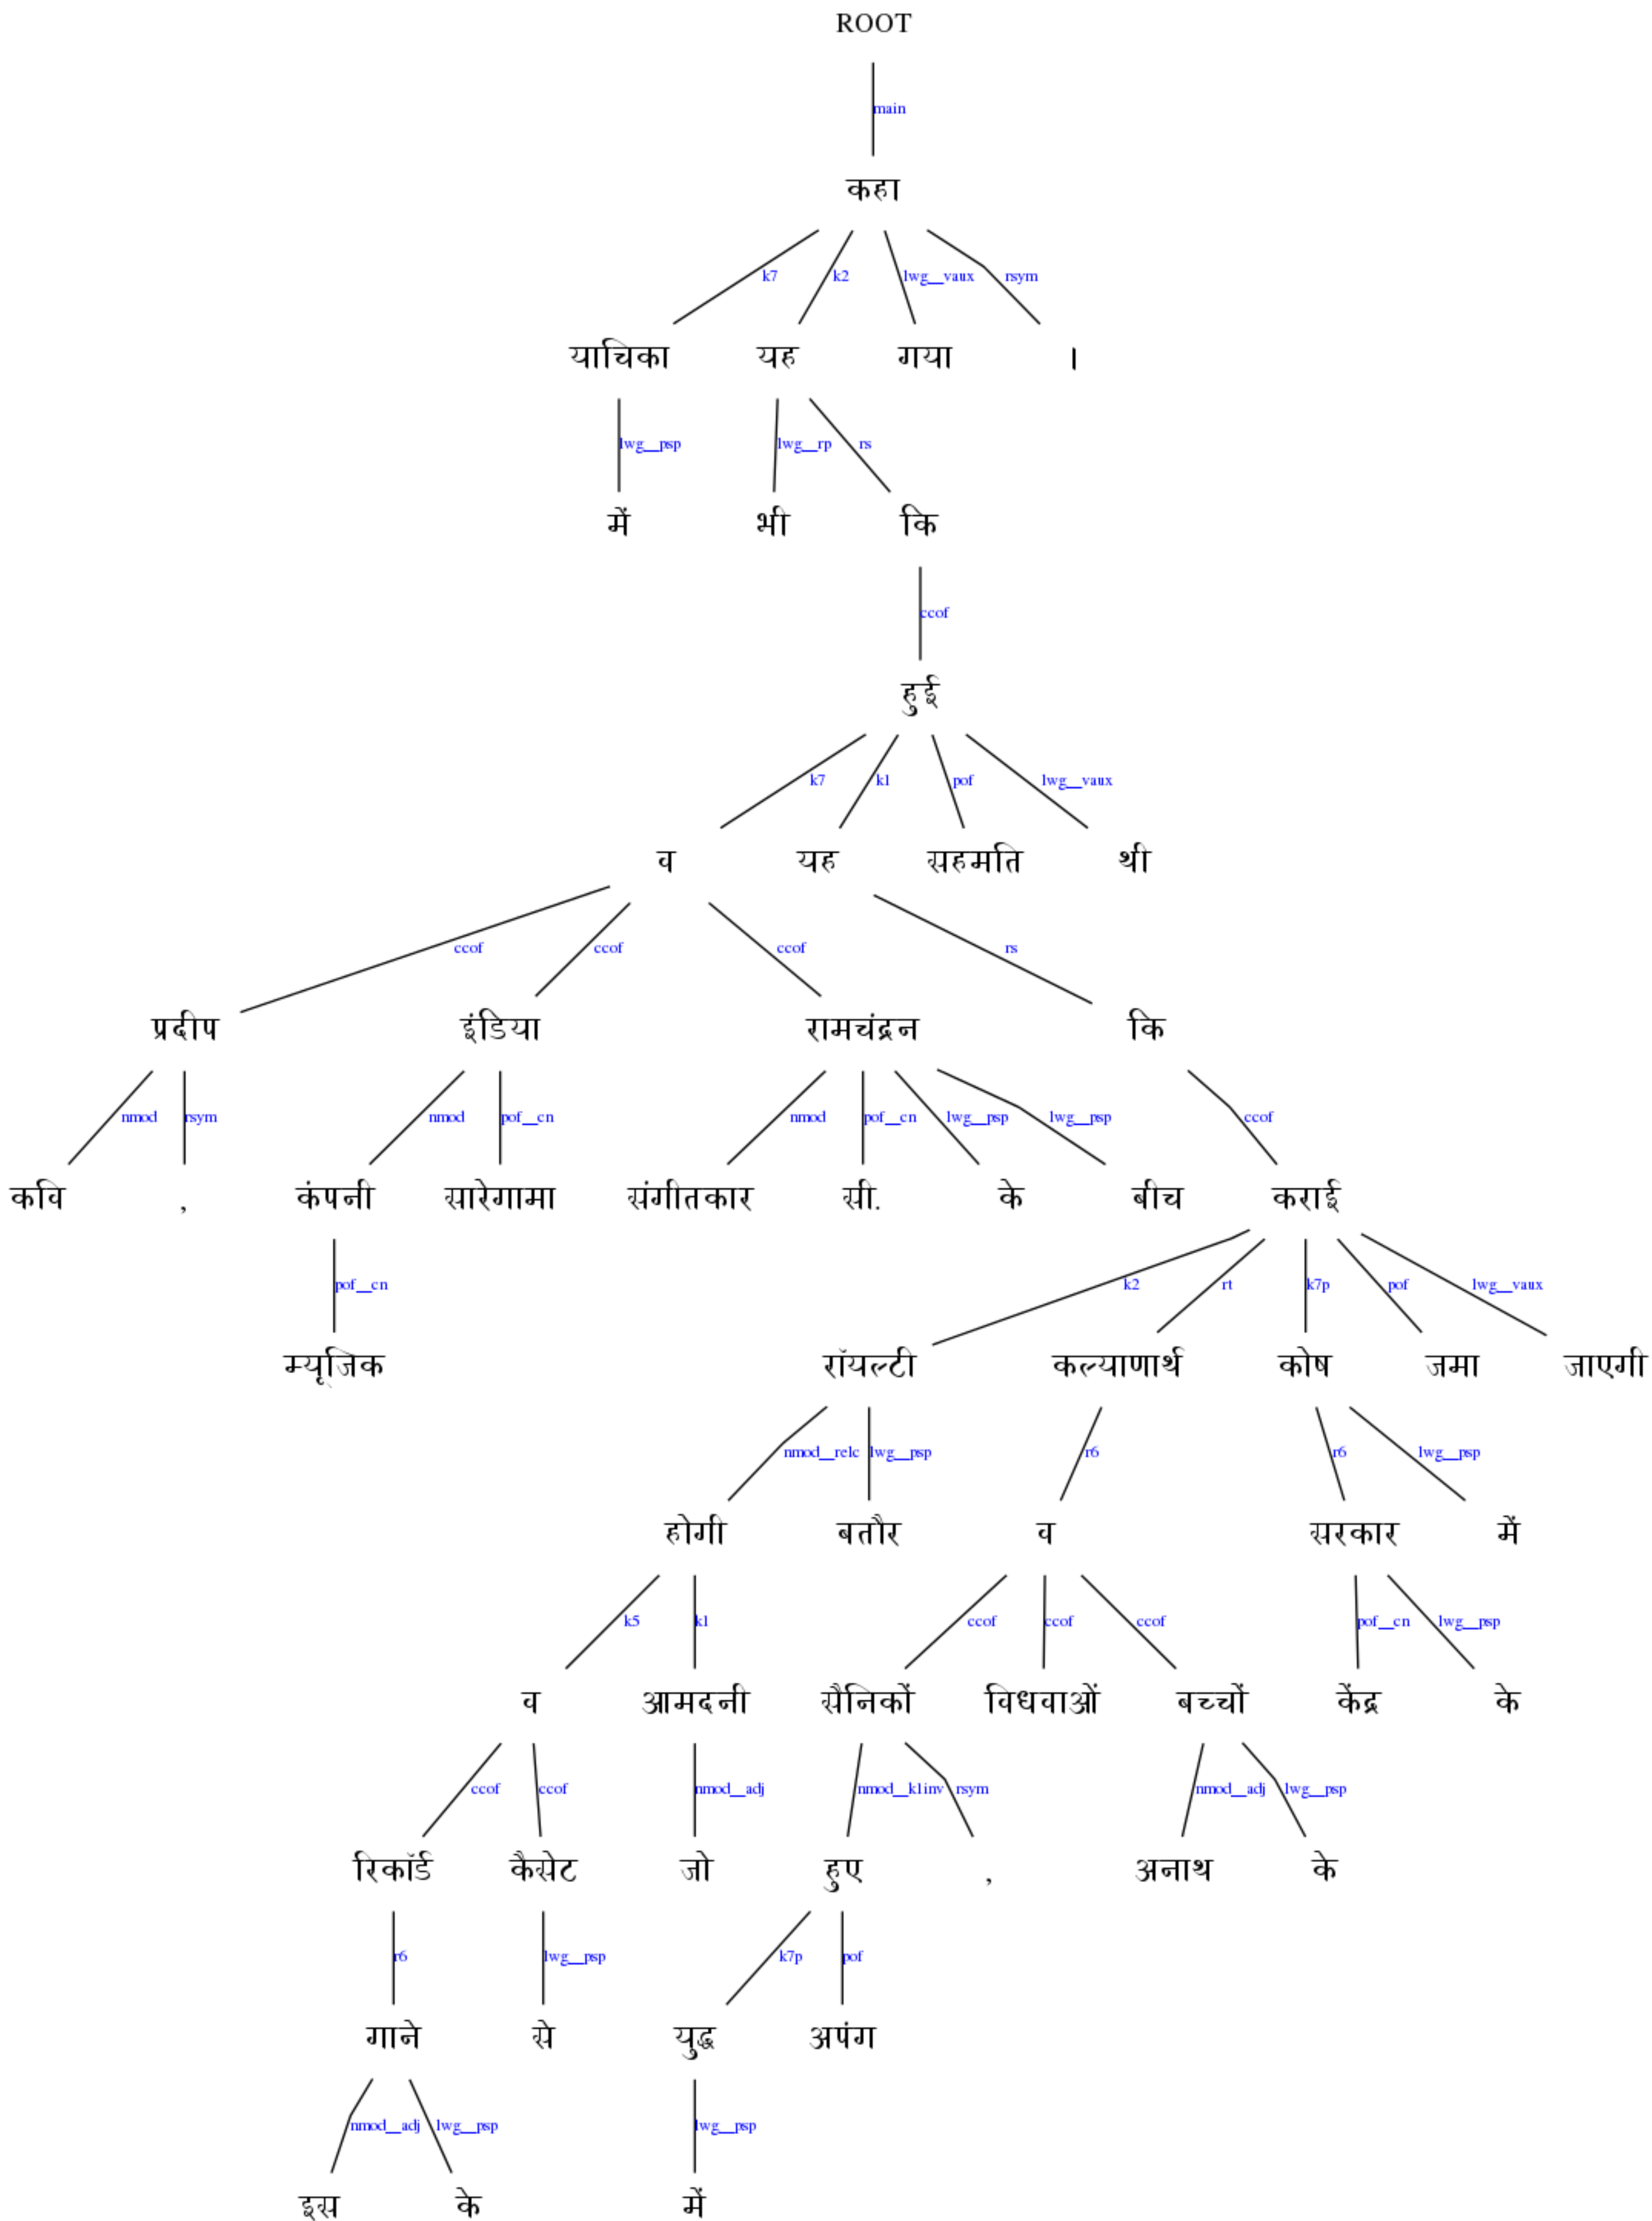 ROOT
main
कहा
k7 k2 lwg__vaux rsym
याचिका यह गया ।
lwg__psp lwg__rp rs
में भी कि
ccof
हुई
k7 k1 pof lwg__vaux
व यह सहमति थी
ccof ccof ccof rs
प्रदीप इंडिया रामचंद्रन कि
nmod rsym nmod pof__cn nmod pof__cn lwg__psp lwg__psp ccof
कवि , कंपनी सारेगामा संगीतकार सी. के बीच कराई
pof__cn k2 rt k7p pof lwg__vaux
म्यूजिक रॉयल्टी कल्याणार्थ कोष जमा जाएगी
nmod__relc lwg__psp r6 r6 lwg__psp
होगी बतौर व सरकार में
k5 k1 ccof ccof ccof pof__cn lwg__psp
व आमदनी सैनिकों विधवाओं बच्चों केंद्र के
ccof ccof nmod__adj nmod__k1inv rsym nmod__adj lwg__psp
रिकॉर्ड कैसेट जो हुए , अनाथ के
r6 lwg__psp k7p pof
गाने से युद्ध अपंग
nmod__adj lwg__psp lwg__psp
इस के में